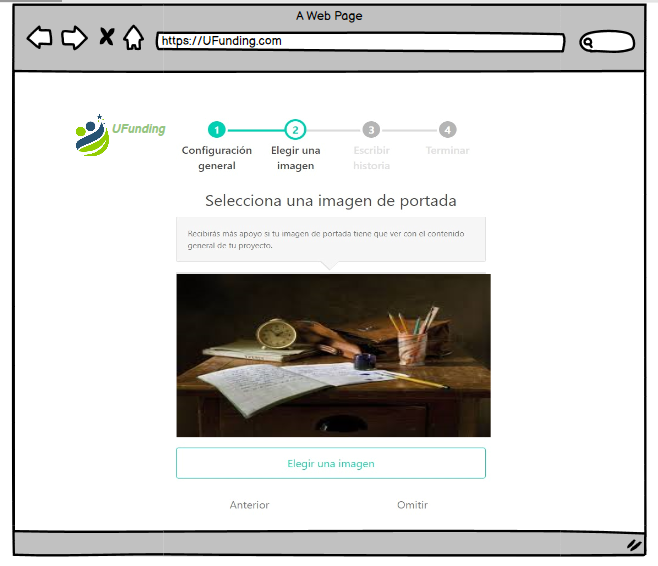 A Web Page
https://UFunding.com
UFunding
1
2
3
4
Configuración
general
Elegir una
imagen
Escribir
historia
Terminar
Selecciona una imagen de portada
Recibirás más apoyo si tu imagen de portada tiene que ver con el contenido
general de tu proyecto.
Elegir una imagen
Anterior
Omitir